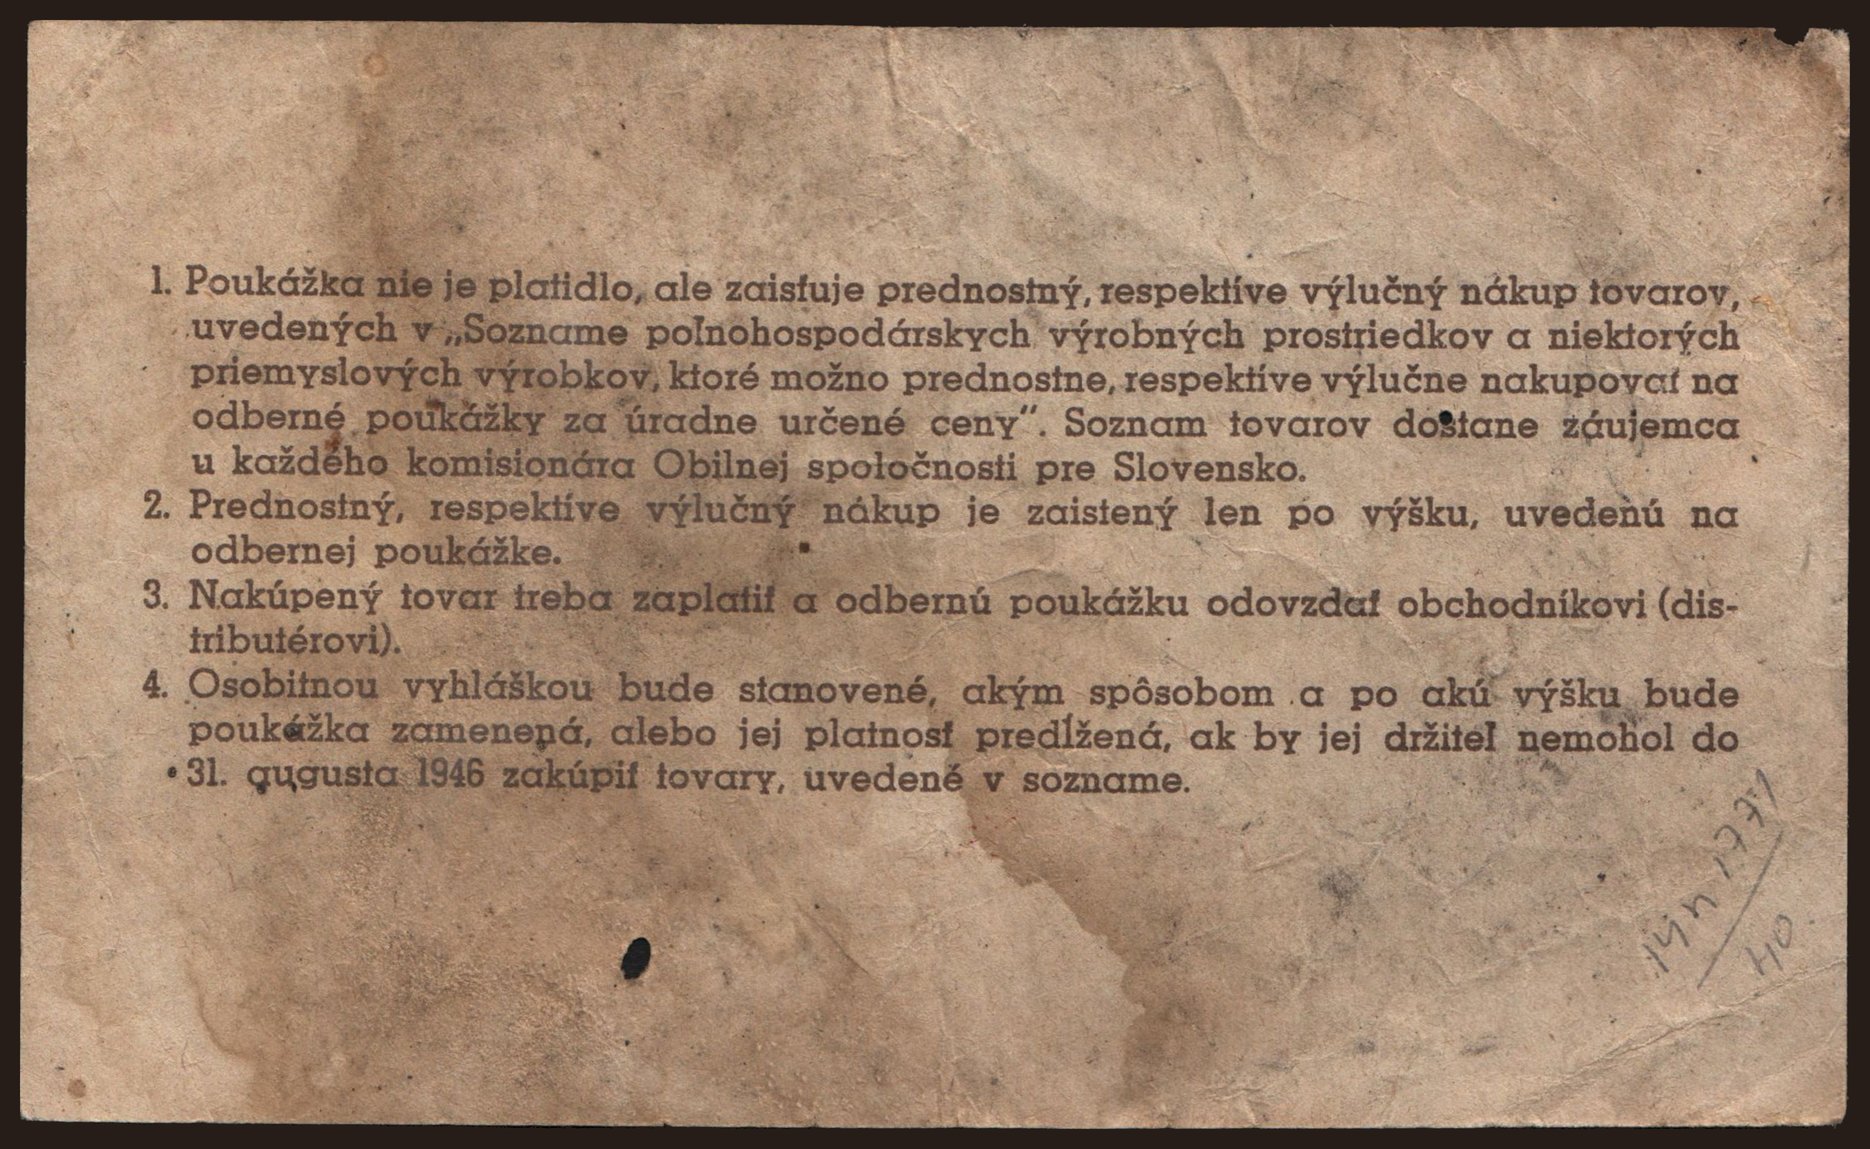 1. Poukážka nie je platidlo, ale zaisťuje prednostný, respektíve výlučný nákup tovarov,
uvedených v „Sozname poľnohospodárskych výrobných prostriedkov a niektorých
priemyslových výrobkov, ktoré možno prednostne, respektíve výlučne nakupovať na
odberné poukážky za úradne určené ceny“. Soznam tovarov dostane záujemca
u každého komisionára Obilnej spoločnosti pre Slovensko.
2. Prednostný, respektíve výlučný nákup je zaistený len po výšku, uvedenú na
odbernej poukážke.
3. Nakúpený tovar treba zaplatiť a odbernú poukážku odovzdať obchodníkovi (dis-
tributérovi).
4. Osobitnou vyhláškou bude stanovené, akým spôsobom a po akú výšku bude
poukážka zamenená, alebo jej platnosť predĺžená, ak by jej držiteľ nemohol do
31. augusta 1946 zakúpiť tovary, uvedené v sozname.
40